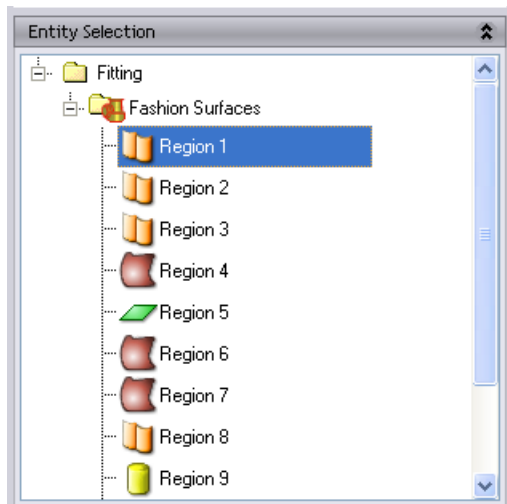 Entity Selection
Fitting
Fashion Surfaces
Region 1
Region 2
Region 3
Region 4
Region 5
Region 6
Region 7
Region 8
Region 9